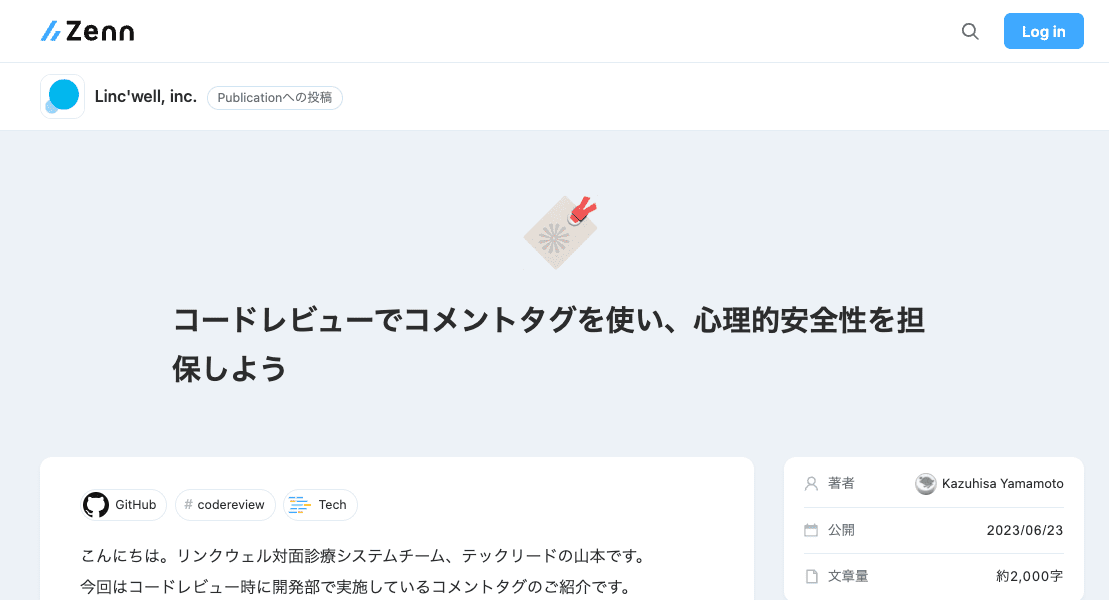 Zenn
Log in
Linc'well, inc.
Publicationへの投稿
コードレビューでコメントタグを使い、心理的安全性を担
保しよう
GitHub
# codereview
Tech
こんにちは。リンクウェル対面診療システムチーム、テックリードの山本です。
今回はコードレビュー時に開発部で実施しているコメントタグのご紹介です。
著者
Kazuhisa Yamamoto
公開
2023/06/23
文章量
約2,000字